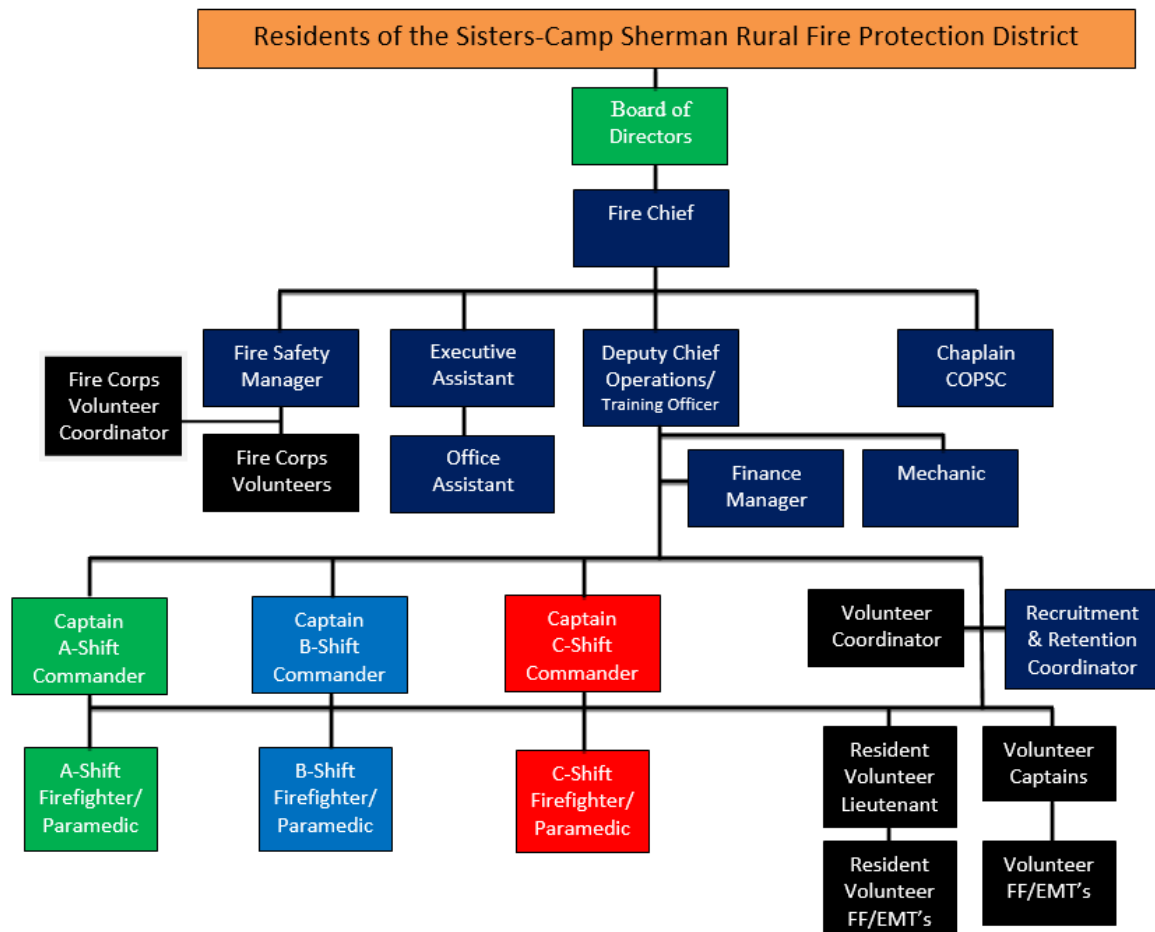 Residents of the Sisters-Camp Sherman Rural Fire Protection District
Board of
Directors
Fire Chief
Fire Corps
Volunteer
Coordinator
Fire Safety
Manager
Executive
Assistant
Deputy Chief
Operations/
Training Officer
Chaplain
COPSC
Fire Corps
Volunteers
Office
Assistant
Finance
Manager
Mechanic
Captain
A-Shift
Commander
Captain
B-Shift
Commander
Captain
C-Shift
Commander
Volunteer
Coordinator
Recruitment
& Retention
Coordinator
A-Shift
Firefighter/
Paramedic
B-Shift
Firefighter/
Paramedic
C-Shift
Firefighter/
Paramedic
Resident
Volunteer
Lieutenant
Volunteer
Captains
Resident
Volunteer
FF/EMT's
Volunteer
FF/EMT's